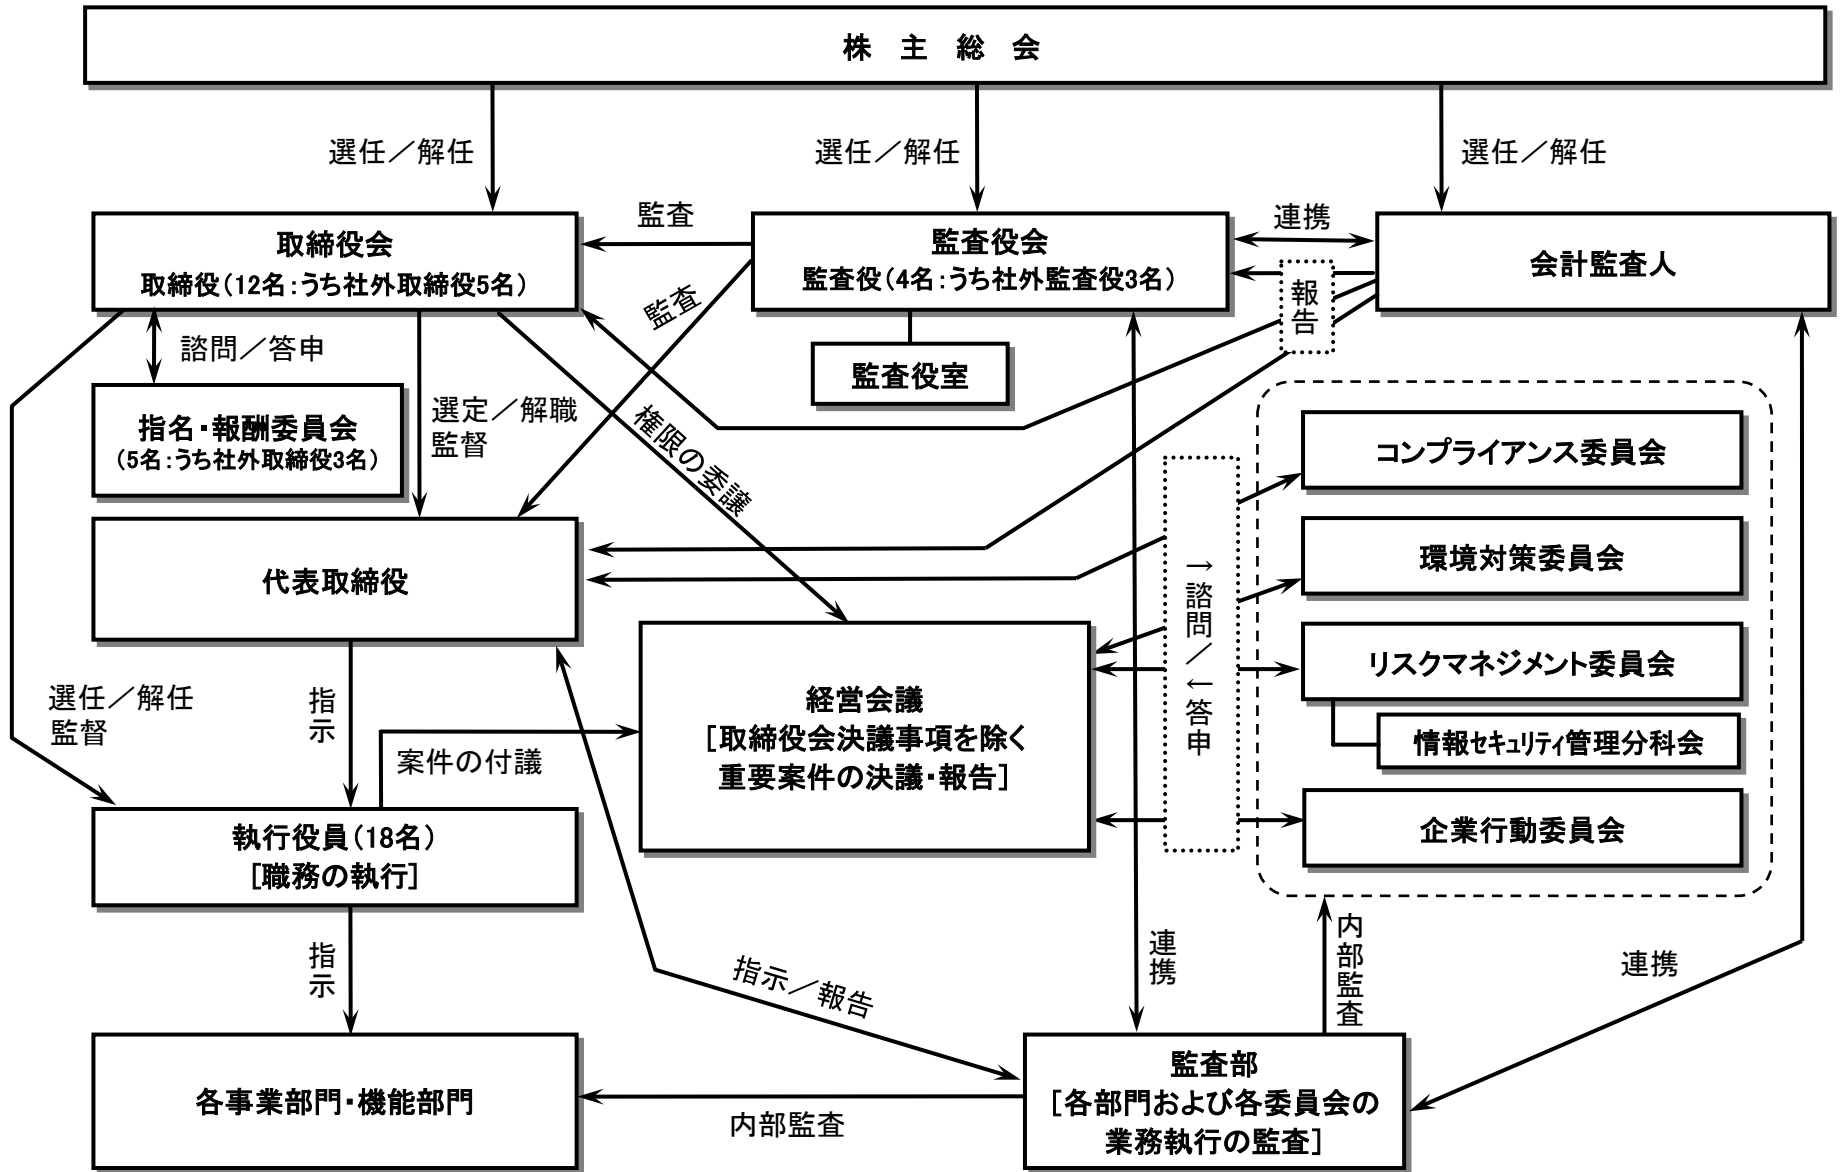 株 主 総 会
選任／解任
選任／解任
選任／解任
取締役会
取締役（12名：うち社外取締役5名）
監査
監査役会
監査役（4名：うち社外監査役3名）
連携
会計監査人
報告
監査
諮問／答申
監査役室
指名・報酬委員会
（5名：うち社外取締役3名）
選定／解職
監督
権限の委譲
コンプライアンス委員会
代表取締役
環境対策委員会
→諮問／←答申
リスクマネジメント委員会
情報セキュリティ管理分科会
選任／解任
監督
指示
経営会議
［取締役会決議事項を除く
重要案件の決議・報告］
案件の付議
企業行動委員会
執行役員（18名）
［職務の執行］
指示
指示／報告
連携
内部監査
連携
各事業部門・機能部門
内部監査
監査部
［各部門および各委員会の
業務執行の監査］